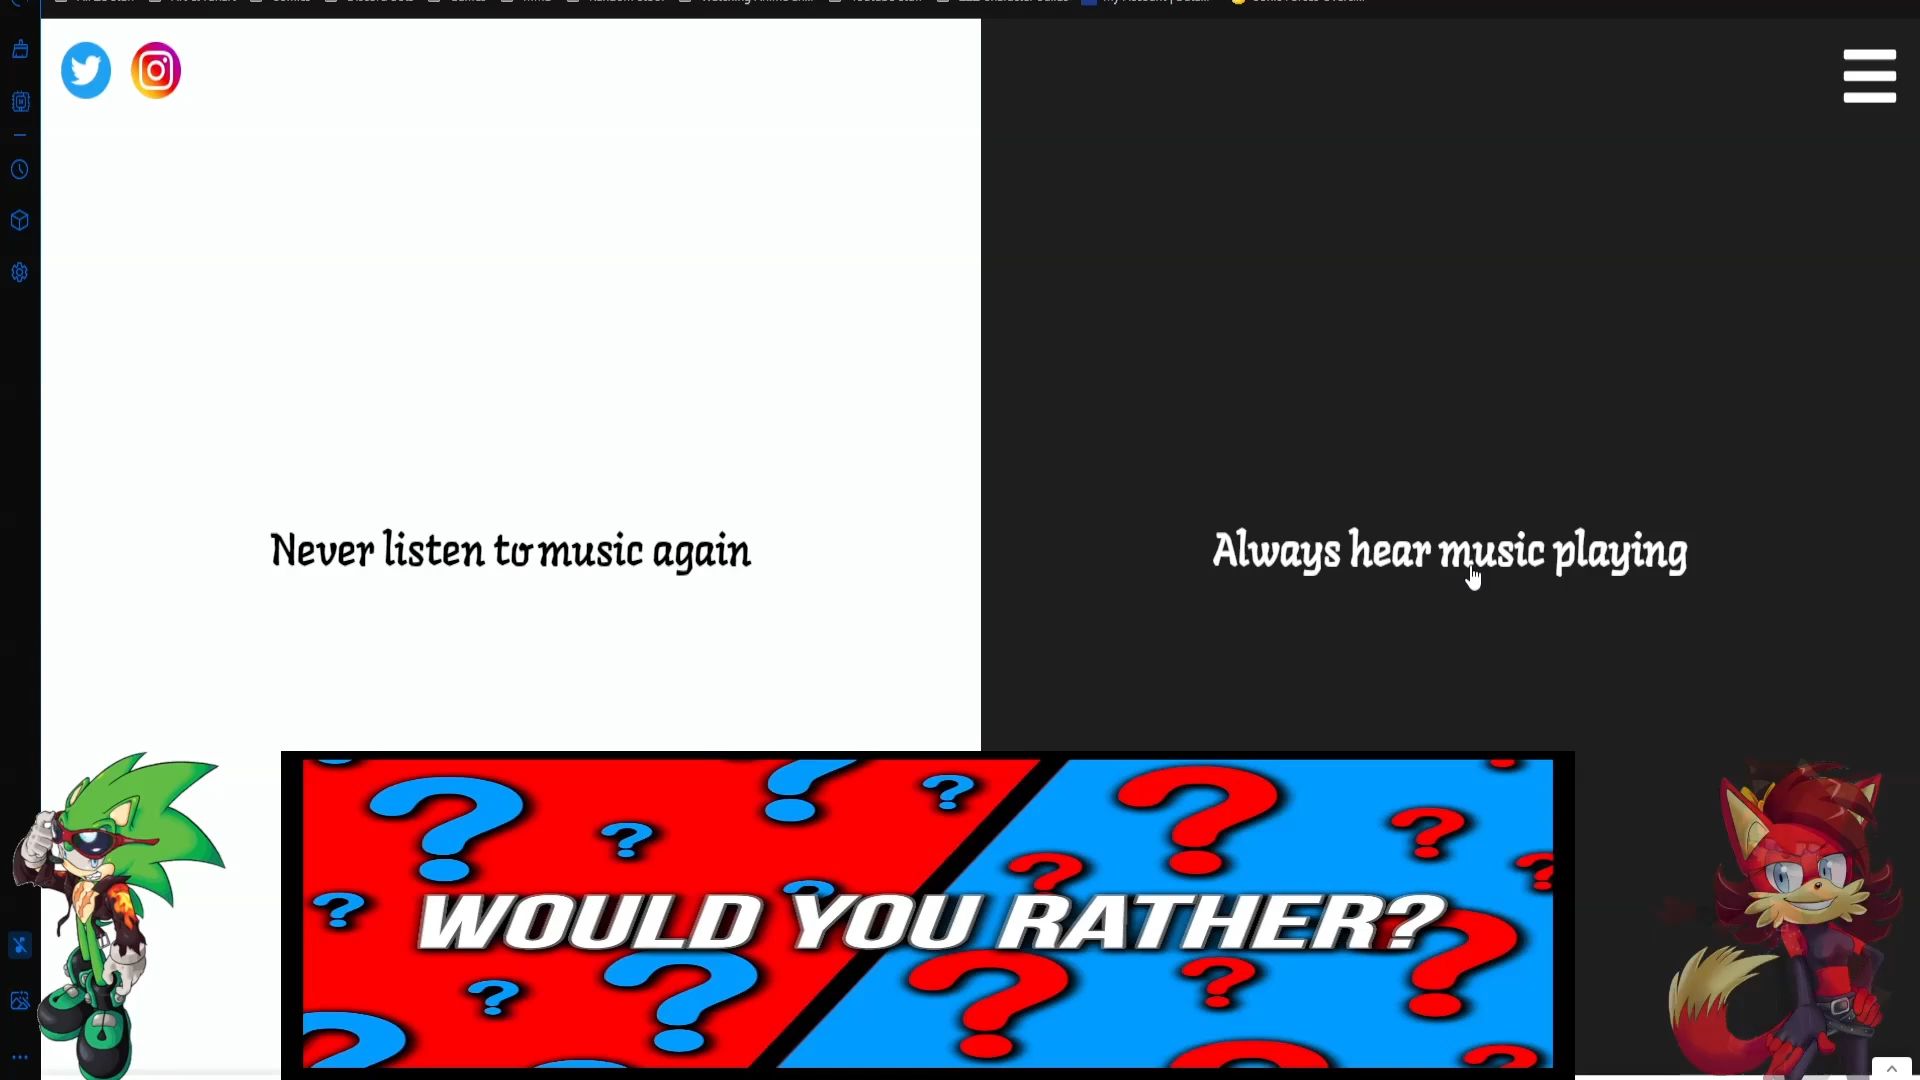 Never listen to music again
Always hear music playing
WOULD YOU RATHER?